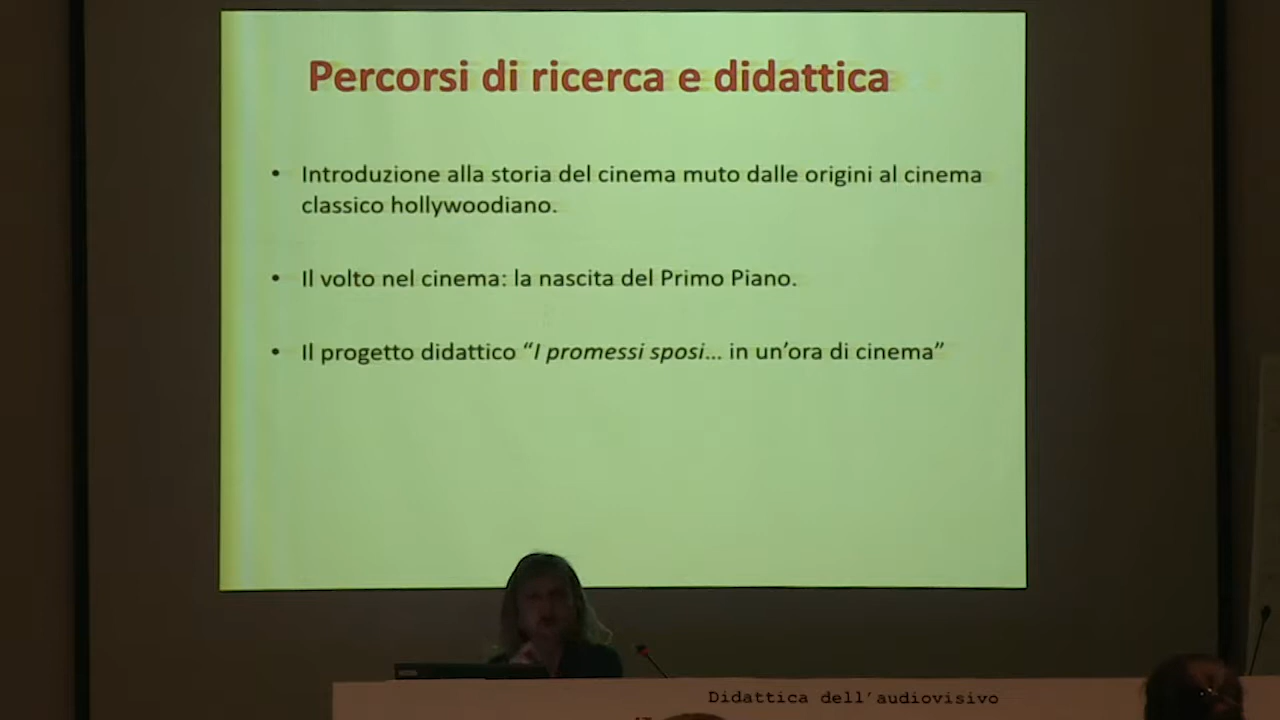 Percorsi di ricerca e didattica
• Introduzione alla storia del cinema muto dalle origini al cinema
classico hollywoodiano.
• Il volto nel cinema: la nascita del Primo Piano.
• Il progetto didattico “I promessi sposi… in un’ora di cinema”
Didattica dell’audiovisivo